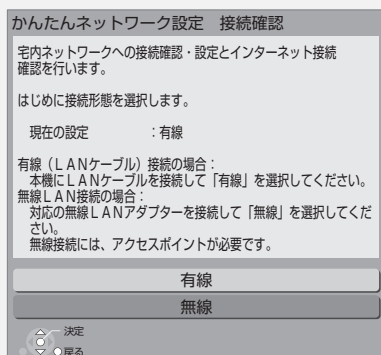 かんたんネットワーク設定　接続確認
宅内ネットワークへの接続確認・設定とインターネット接続
確認を行います。
はじめに接続形態を選択します。
現在の設定　　：有線
有線（ＬＡＮケーブル）接続の場合：
本機にＬＡＮケーブルを接続して「有線」を選択してください。
無線ＬＡＮ接続の場合：
対応の無線ＬＡＮアダプターを接続して「無線」を選択してくだ
さい。
無線接続には、アクセスポイントが必要です。
有線
無線
決定
戻る